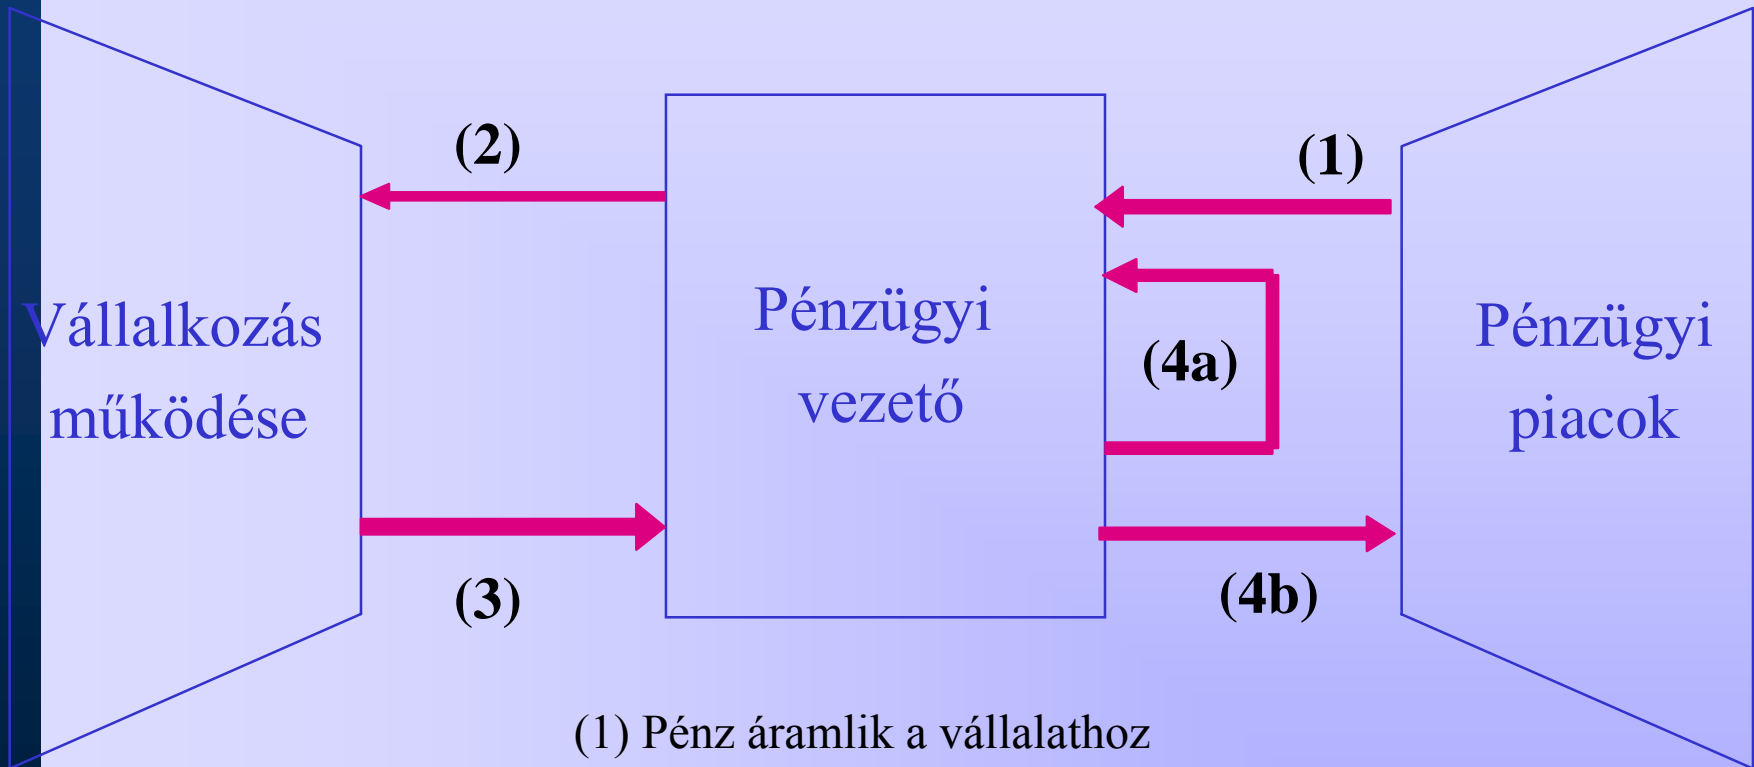 (2)
(1)
Vállalkozás
működése
Pénzügyi
vezető
(4a)
Pénzügyi
piacok
(3)
(4b)
(1) Pénz áramlik a vállalathoz